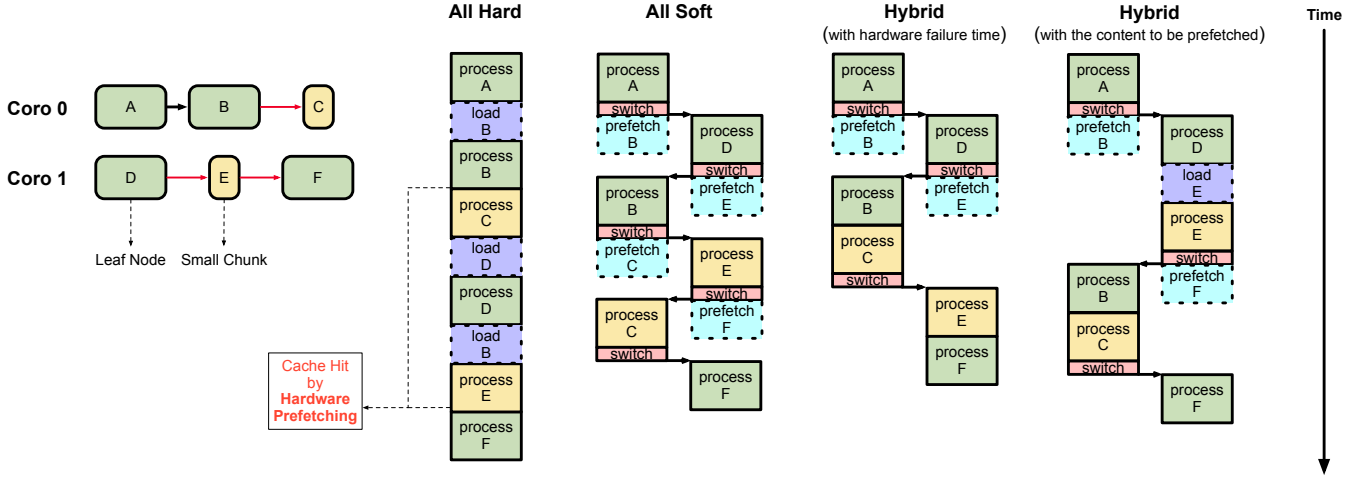 All Hard
All Soft
Hybrid
(with hardware failure time)
Hybrid
(with the content to be prefetched)
Time
Coro 0
A
B
C
Coro 1
D
E
F
Leaf Node
Small Chunk
Cache Hit
by
Hardware
Prefetching
process
A
load
B
process
B
process
C
load
D
process
D
load
B
process
E
process
F
process
A
switch
prefetch
B
process
D
switch
prefetch
E
process
B
switch
prefetch
C
process
E
switch
prefetch
F
process
C
switch
process
F
process
A
switch
prefetch
B
process
D
switch
prefetch
E
process
B
process
C
switch
process
E
process
F
process
A
switch
prefetch
B
process
D
load
E
process
E
switch
prefetch
F
process
B
process
C
switch
process
F